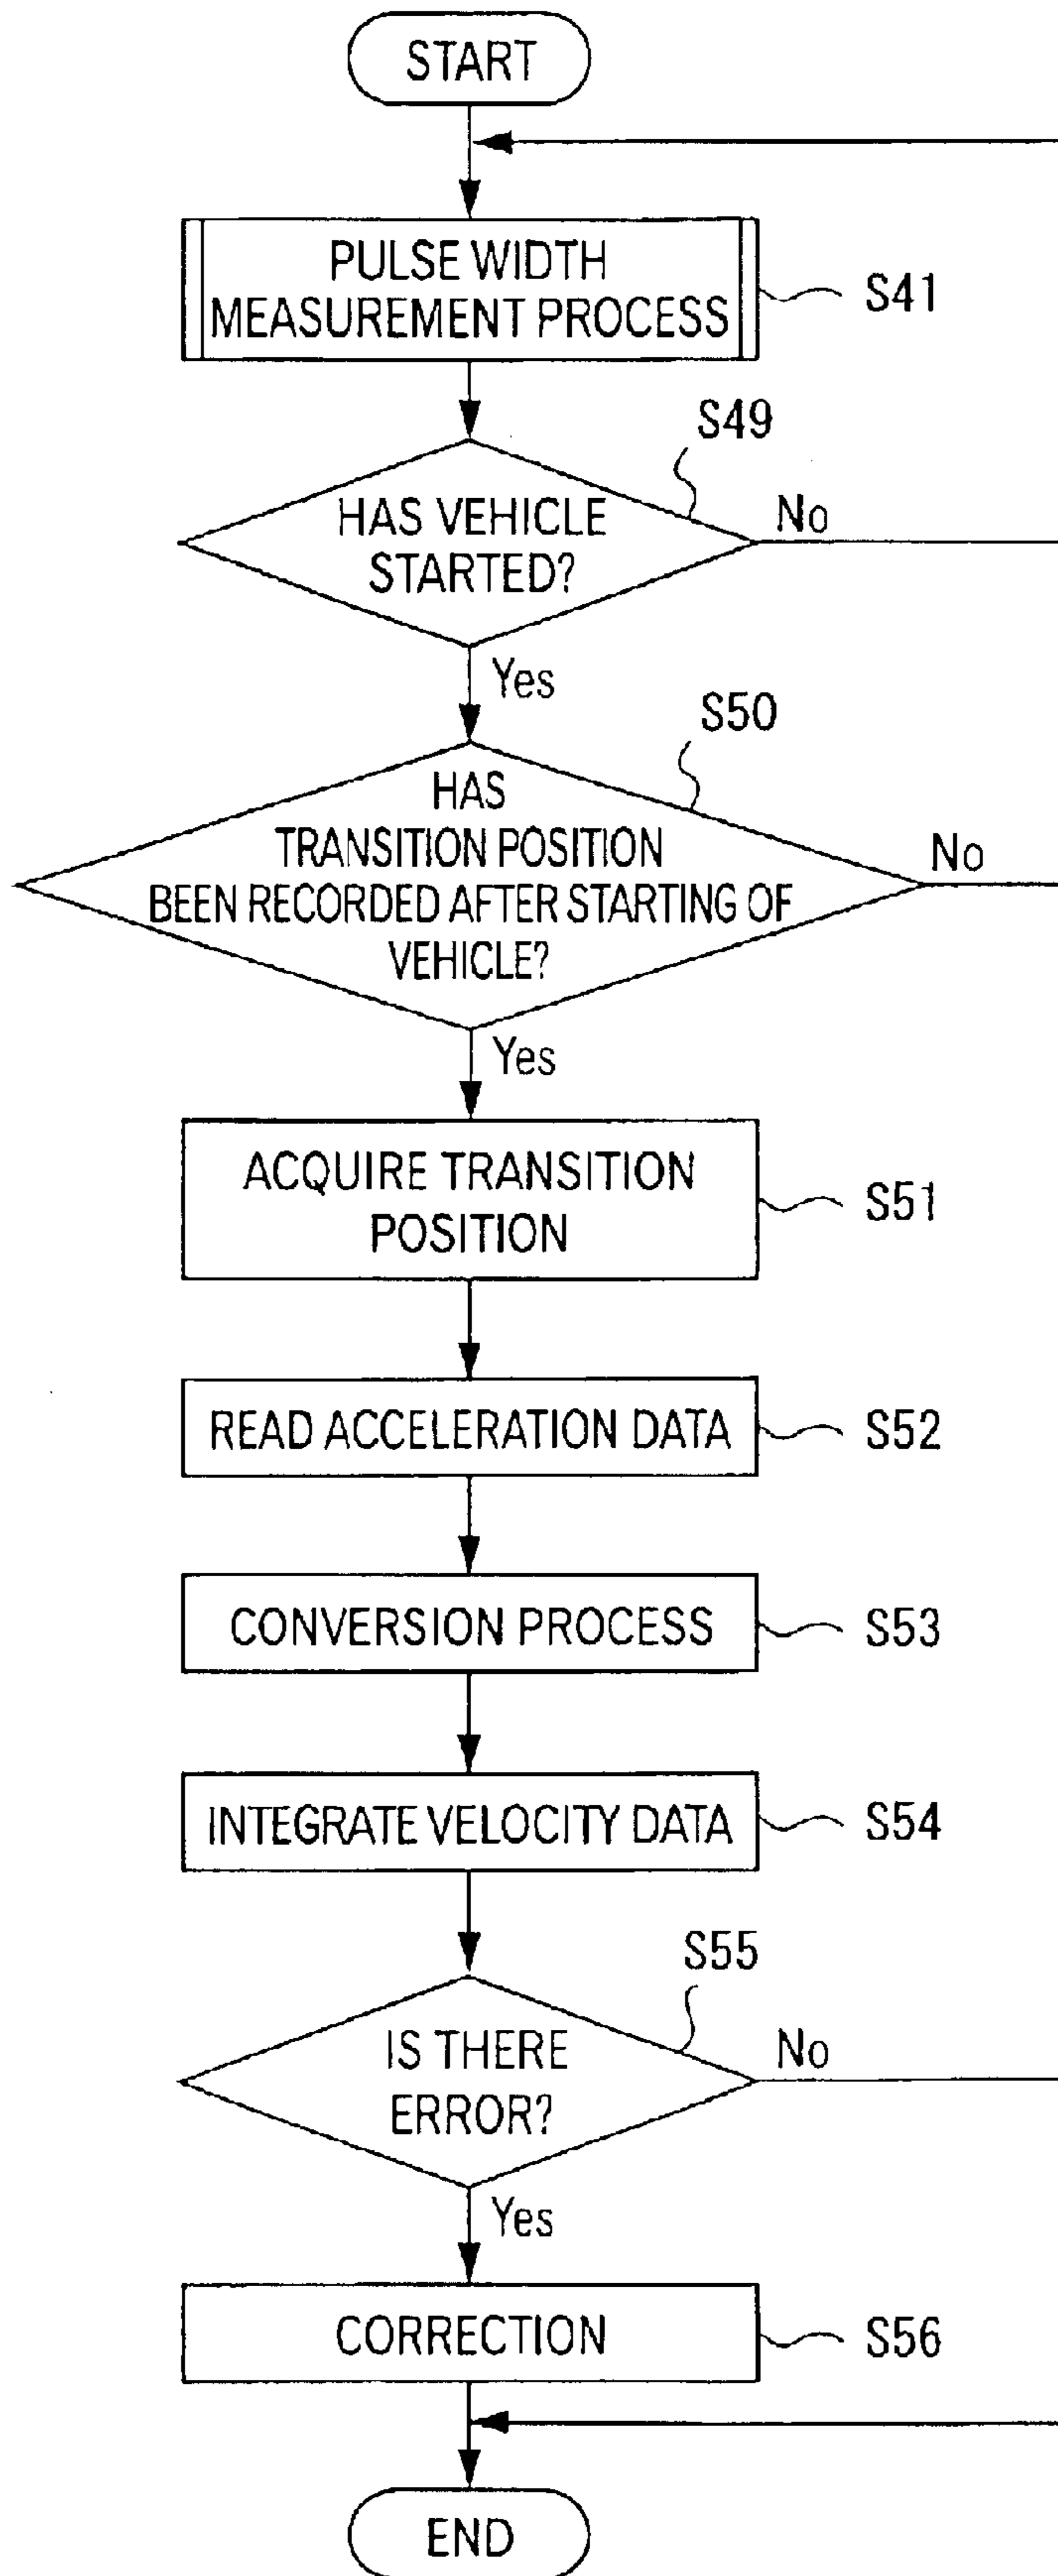 START
PULSE WIDTH
MEASUREMENT PROCESS
S41
S49
HAS VEHICLE
STARTED?
No
Yes
S50
HAS
TRANSITION POSITION
BEEN RECORDED AFTER STARTING OF
VEHICLE?
No
Yes
ACQUIRE TRANSITION
POSITION
S51
READ ACCELERATION DATA
S52
CONVERSION PROCESS
S53
INTEGRATE VELOCITY DATA
S54
S55
IS THERE
ERROR?
No
Yes
CORRECTION
S56
END